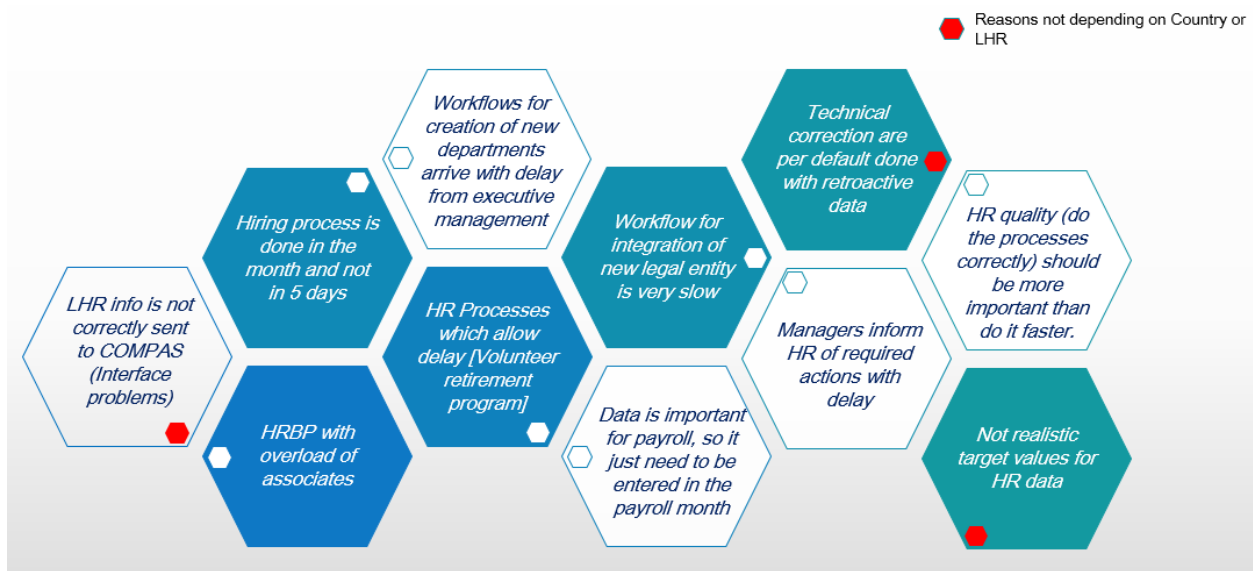 Reasons not depending on Country or
LHR
LHR info is not
correctly sent
to COMPAS
(Interface
problems)
Hiring process is
done in the
month and not
in 5 days
HRBP with
overload of
associates
Workflows for
creation of new
departments
arrive with delay
from executive
management
HR Processes
which allow
delay [Volunteer
retirement
program]
Workflow for
integration of
new legal entity
is very slow
Data is important
for payroll, so it
just need to be
entered in the
payroll month
Technical
correction are
per default done
with retroactive
data
Managers inform
HR of required
actions with
delay
HR quality (do
the processes
correctly) should
be more
important than
do it faster.
Not realistic
target values for
HR data